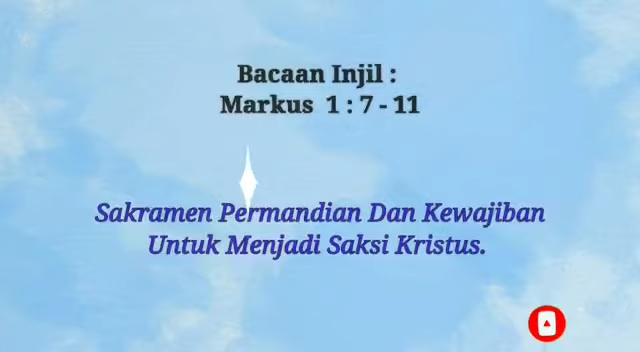 Bacaan Injil :
Markus 1 : 7 - 11
Sakramen Permandian Dan Kewajiban
Untuk Menjadi Saksi Kristus.